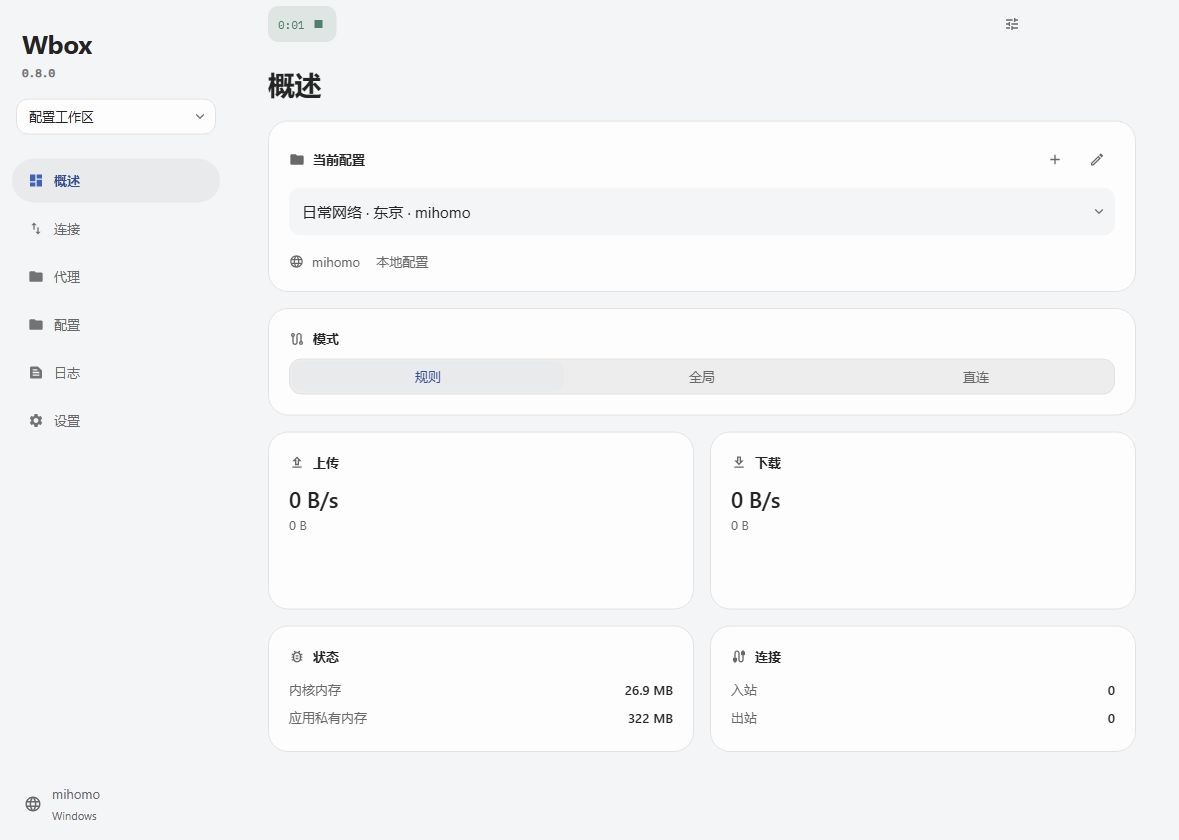 Wbox
0.8.0
配置工作区
概述
连接
代理
配置
日志
设置
mihomo
Windows
0:01
概述
当前配置
日常网络 · 东京 · mihomo
mihomo 本地配置
模式
规则 全局 直连
上传
0 B/s
0 B
下载
0 B/s
0 B
状态
内核内存 26.9 MB
应用私有内存 322 MB
连接
入站 0
出站 0